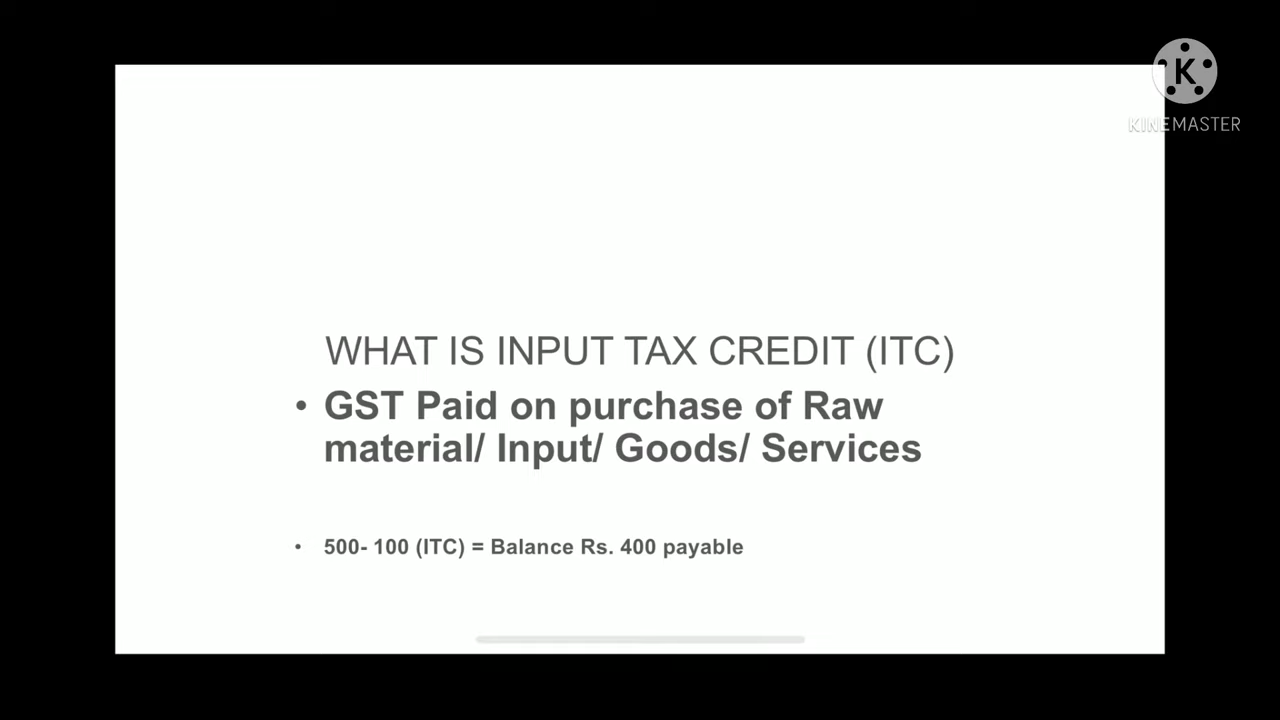 K
KINEMASTER
WHAT IS INPUT TAX CREDIT (ITC)
• GST Paid on purchase of Raw
material/ Input/ Goods/ Services
• 500- 100 (ITC) = Balance Rs. 400 payable